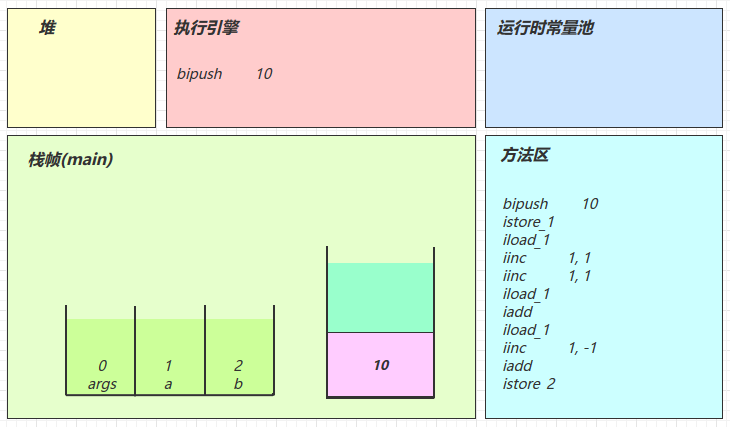 堆
执行引擎
bipush 10
运行时常量池
栈帧(main)
10
0 1 2
args a b
方法区
bipush 10
istore_1
iload_1
iinc 1, 1
iinc 1, 1
iload_1
iadd
iload_1
iinc 1, -1
iadd
istore 2